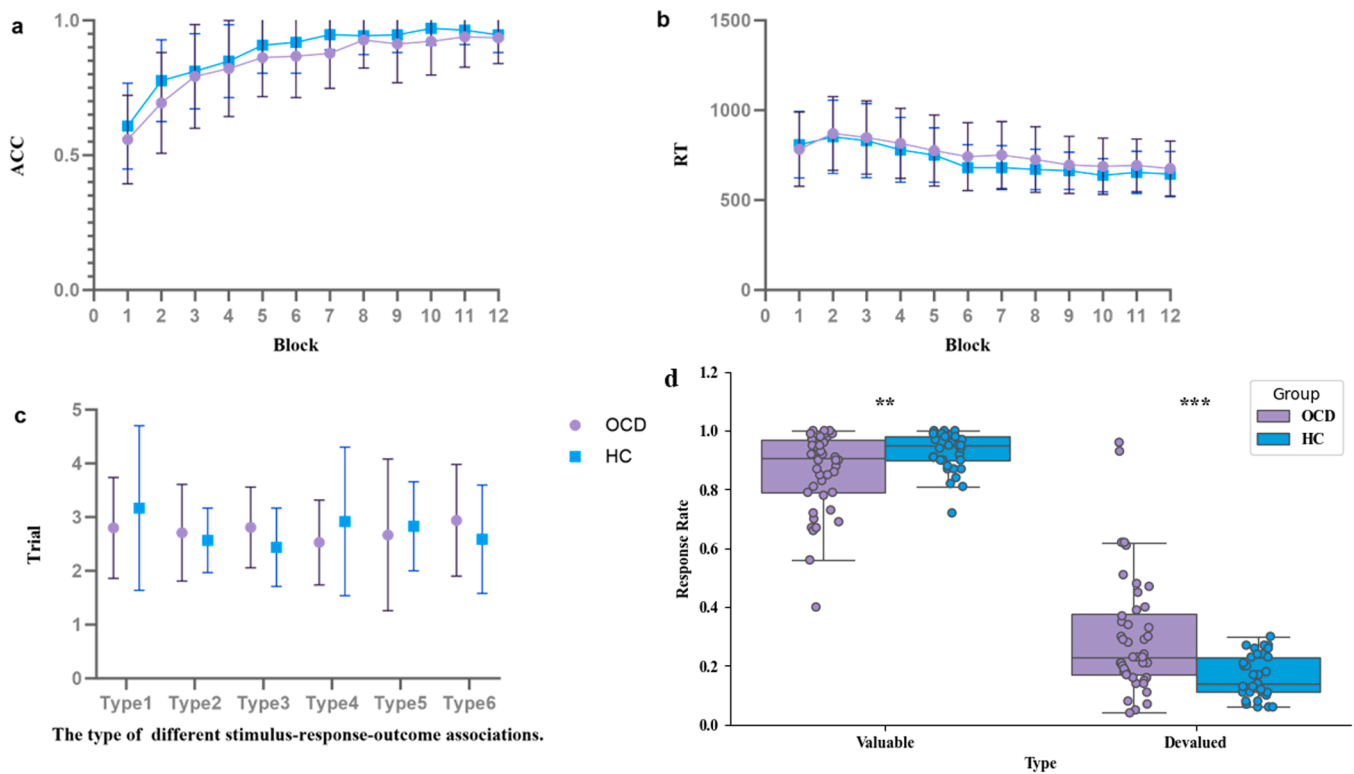 a
1.0
0.5
0.0
ACC
0 1 2 3 4 5 6 7 8 9 10 11 12
Block
b
1500
1000
500
0
RT
0 1 2 3 4 5 6 7 8 9 10 11 12
Block
c
5
4
3
2
1
0
Trial
OCD
HC
Type1 Type2 Type3 Type4 Type5 Type6
The type of different stimulus-response-outcome associations.
d
1.2
1.0
0.8
0.6
0.4
0.2
0.0
Response Rate
**
***
Group
OCD
HC
Valuable Devalued
Type